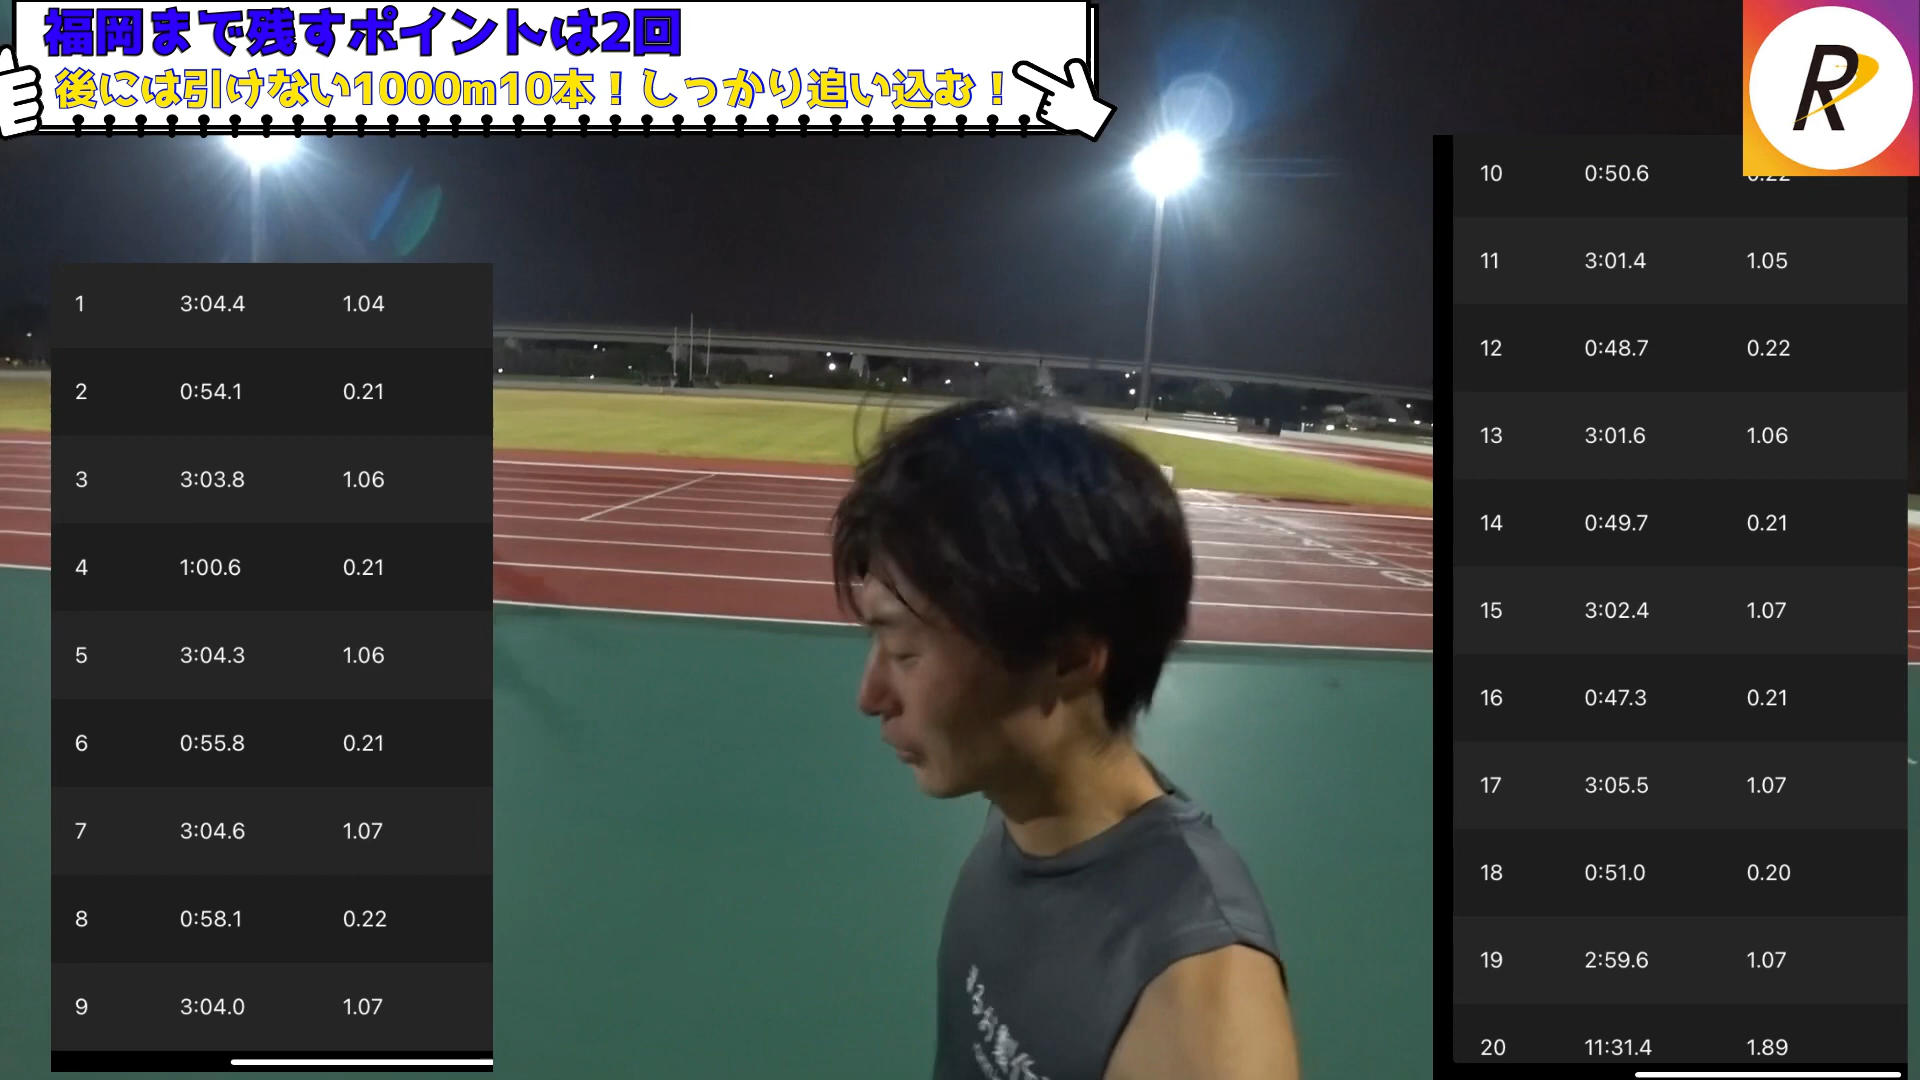 福岡まで残すポイントは2回
後には引けない1000m10本！しっかり追い込む！
R
1 3:04.4 1.04
2 0:54.1 0.21
3 3:03.8 1.06
4 1:00.6 0.21
5 3:04.3 1.06
6 0:55.8 0.21
7 3:04.6 1.07
8 0:58.1 0.22
9 3:04.0 1.07
10 0:50.6 0.22
11 3:01.4 1.05
12 0:48.7 0.22
13 3:01.6 1.06
14 0:49.7 0.21
15 3:02.4 1.07
16 0:47.3 0.21
17 3:05.5 1.07
18 0:51.0 0.20
19 2:59.6 1.07
20 11:31.4 1.89